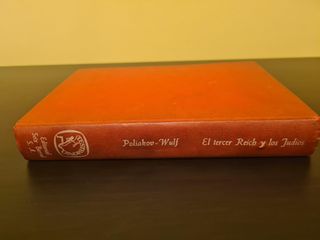 Poliakov-Wulf
El tercer Reich y los Judíos